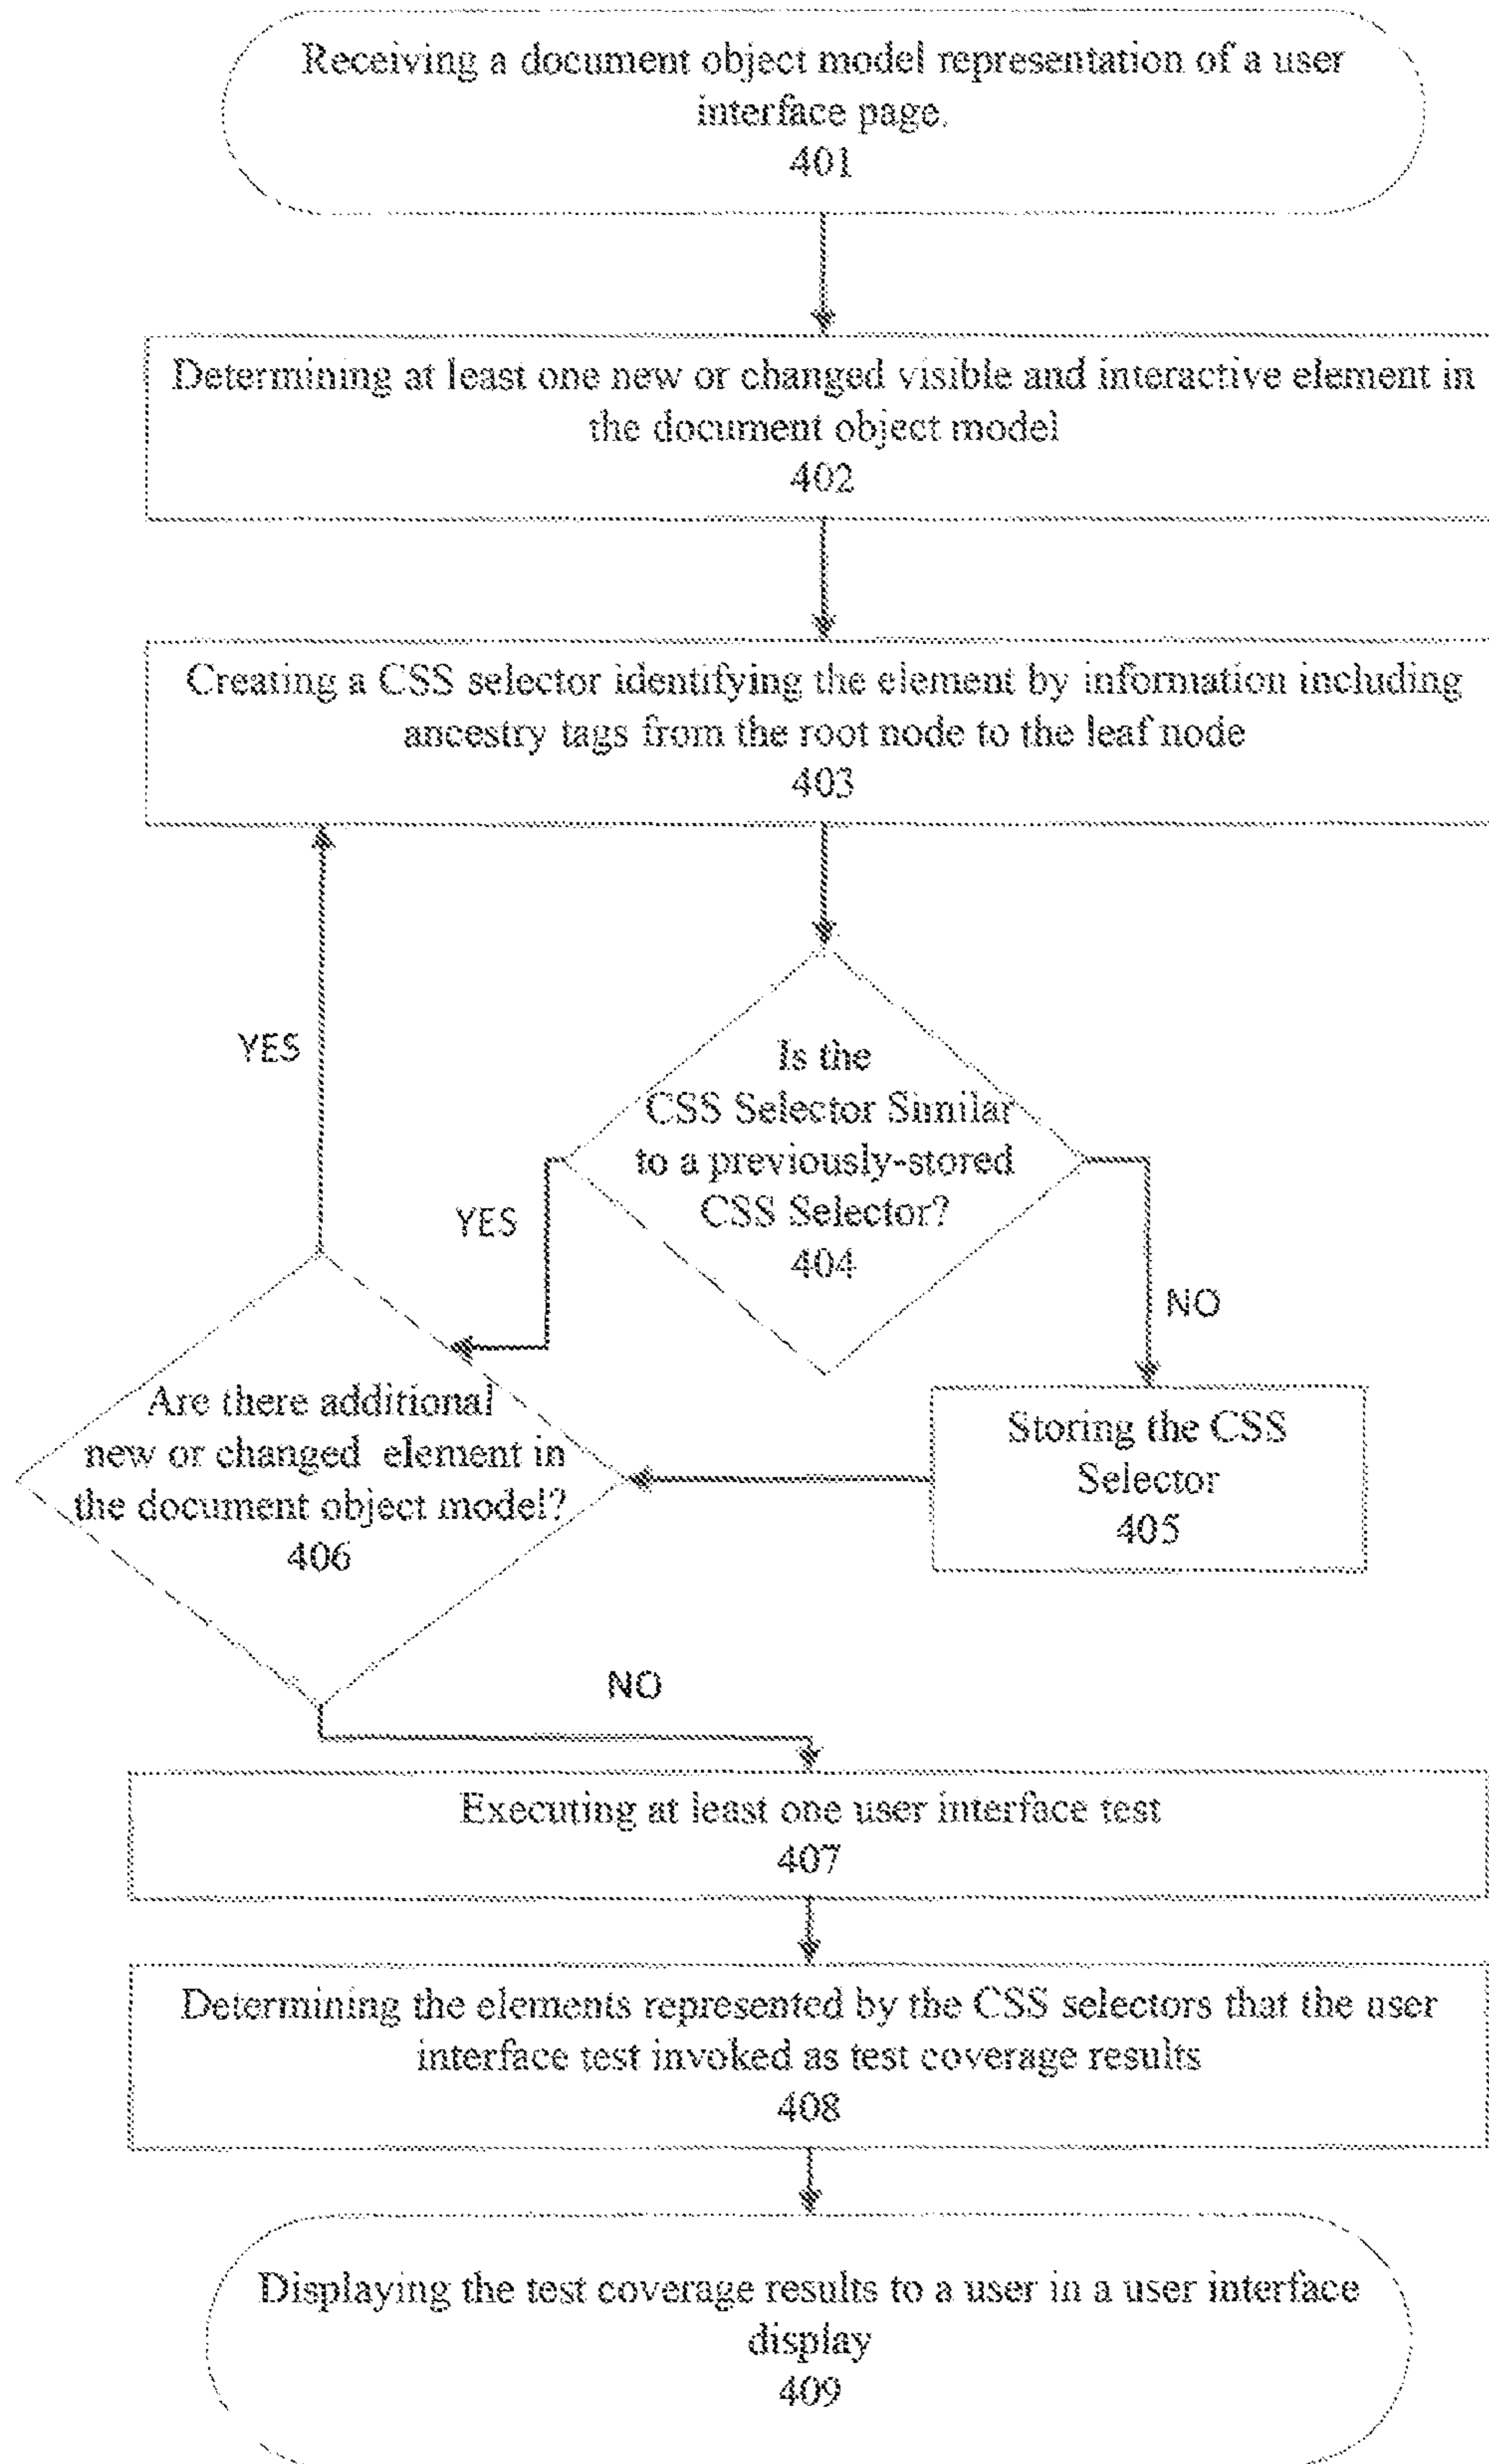 Receiving a document object model representation of a user
interface page.
401
Determining at least one new or changed visible and interactive element in
the document object model
402
Creating a CSS selector identifying the element by information including
ancestry tags from the root node to the leaf node
403
YES
Is the
CSS Selector Similar
to a previously-stored
CSS Selector?
404
YES
NO
Are there additional
new or changed element in
the document object model?
406
Storing the CSS
Selector
405
NO
Executing at least one user interface test
407
Determining the elements represented by the CSS selectors that the user
interface test invoked as test coverage results
408
Displaying the test coverage results to a user in a user interface
display
409